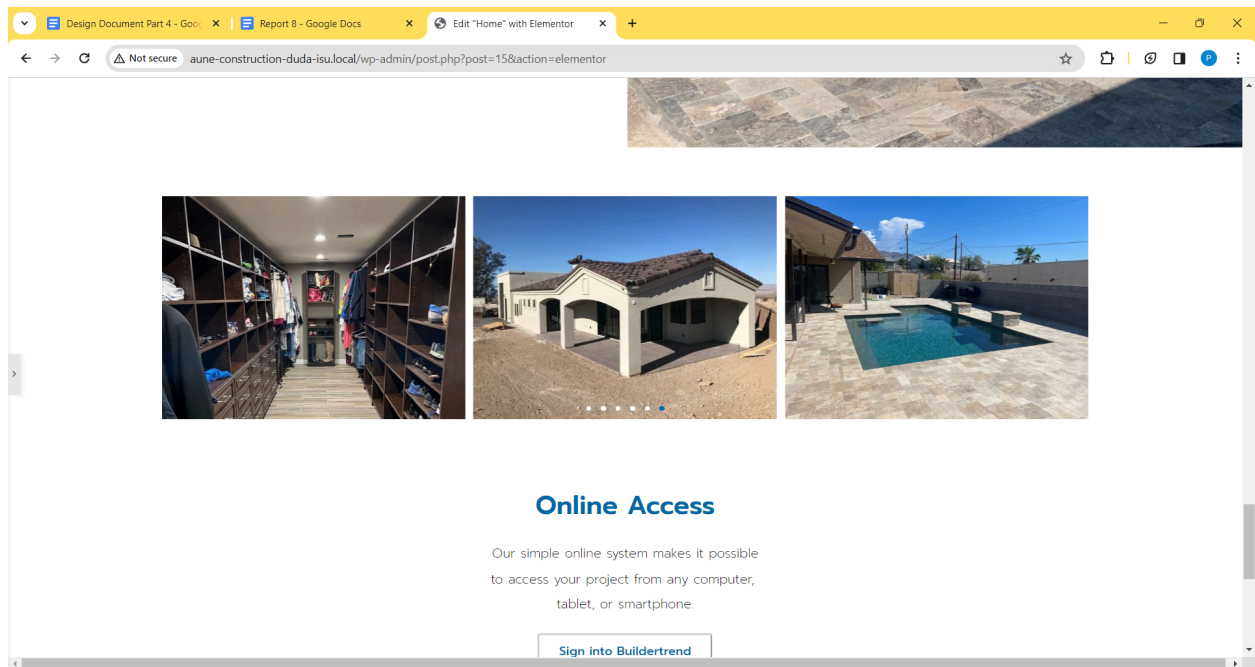 Design Document Part 4 - Goo
Report 8 - Google Docs
Edit "Home" with Elementor
Not secure
aune-construction-duda-isu.local/wp-admin/post.php?post=15&action=elementor
P
Online Access
Our simple online system makes it possible
to access your project from any computer,
tablet, or smartphone.
Sign into Buildertrend